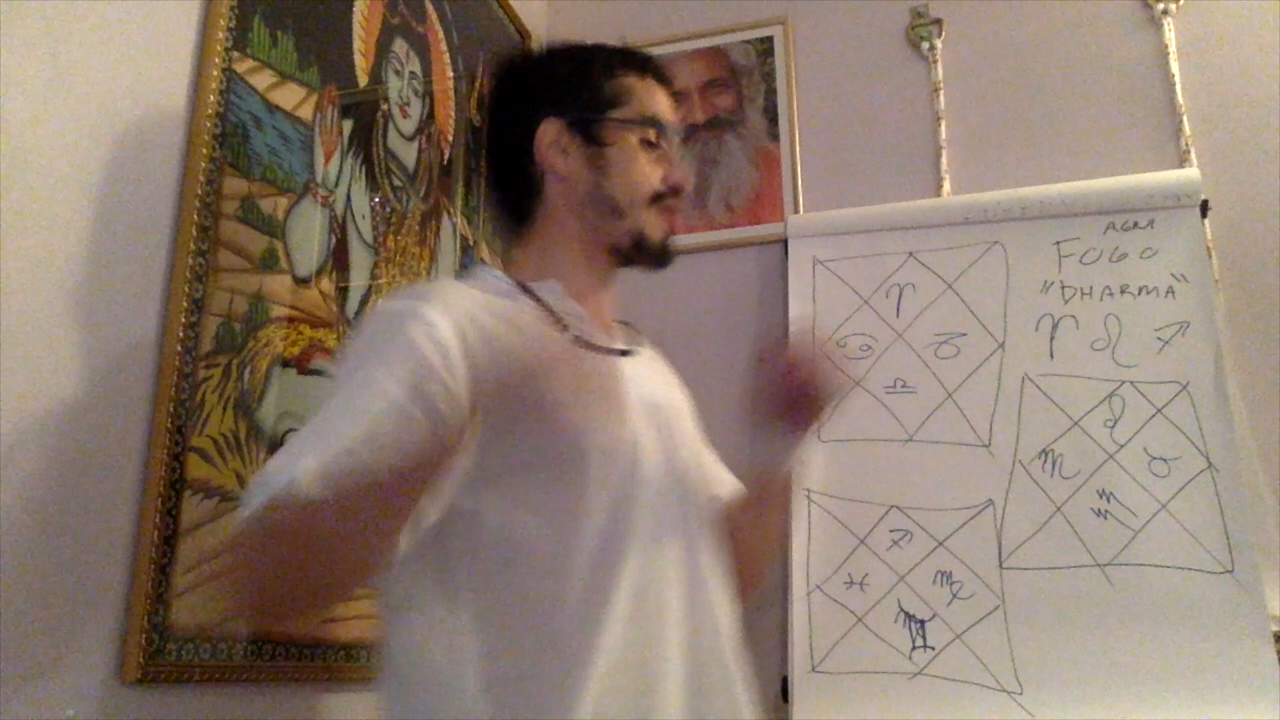 AGNI
FOGO
"DHARMA"
♈ ♌ ♐
♈
♋ ♑
♎
♌
♏ ♉
♒
♐
♓ ♍
♊